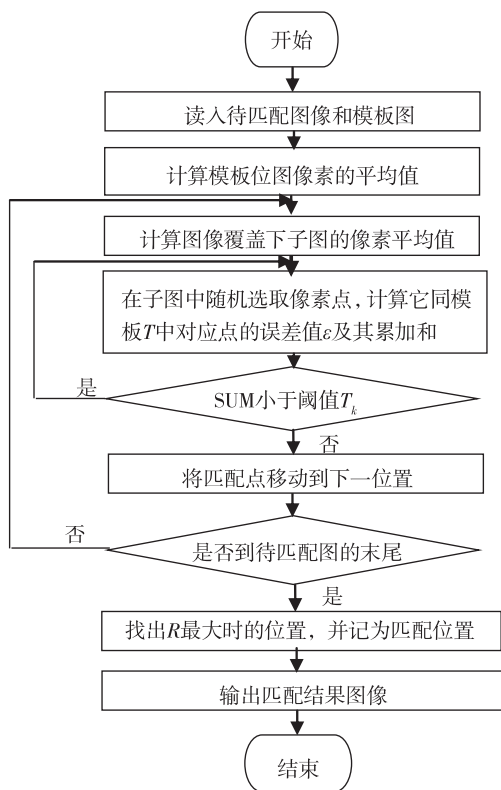 开始
读入待匹配图像和模板图
计算模板位图像素的平均值
计算图像覆盖下子图的像素平均值
在子图中随机选取像素点,计算它同模
板T中对应点的误差值ε及其累加和
是
SUM小于阈值Tk
否
将匹配点移动到下一位置
否
是否到待匹配图的末尾
是
找出R最大时的位置，并记为匹配位置
输出匹配结果图像
结束